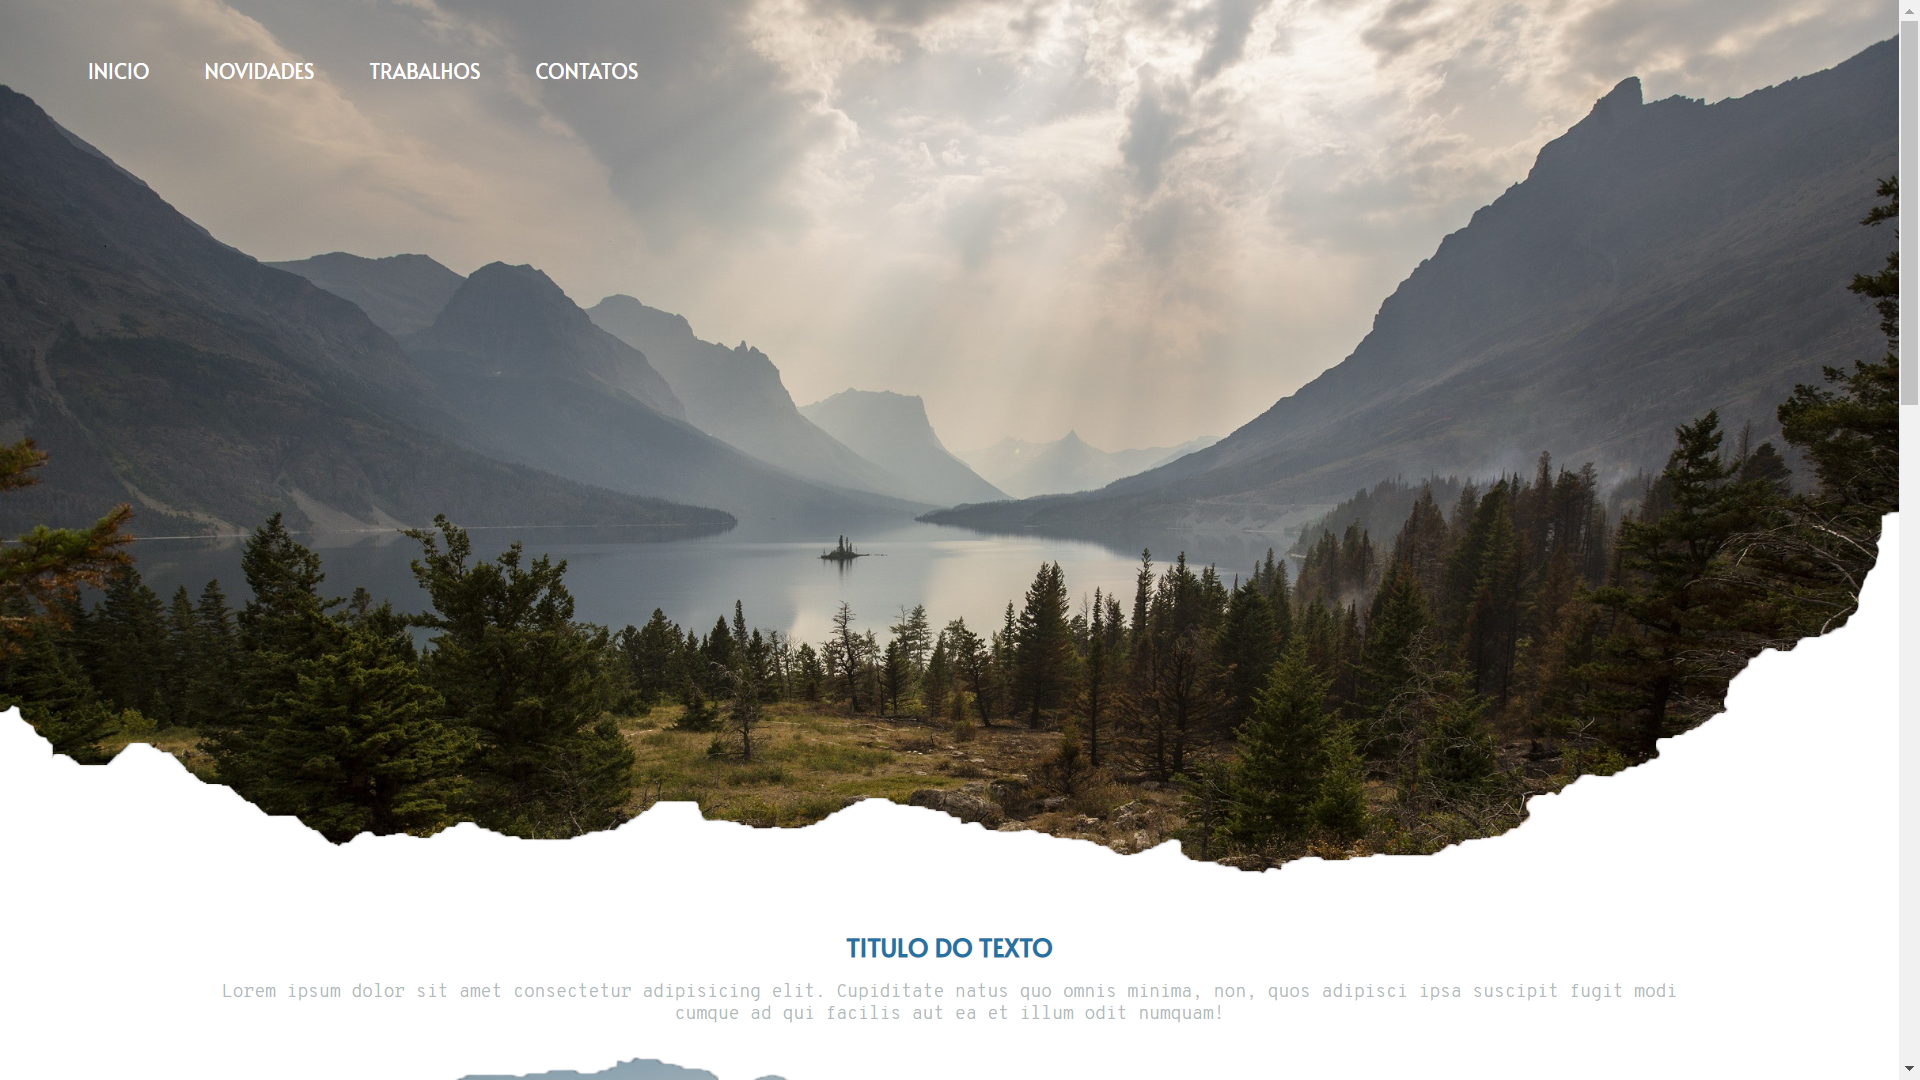 INICIO NOVIDADES TRABALHOS CONTATOS
TITULO DO TEXTO
Lorem ipsum dolor sit amet consectetur adipisicing elit. Cupiditate natus quo omnis minima, non, quos adipisci ipsa suscipit fugit modi
cumque ad qui facilis aut ea et illum odit numquam!